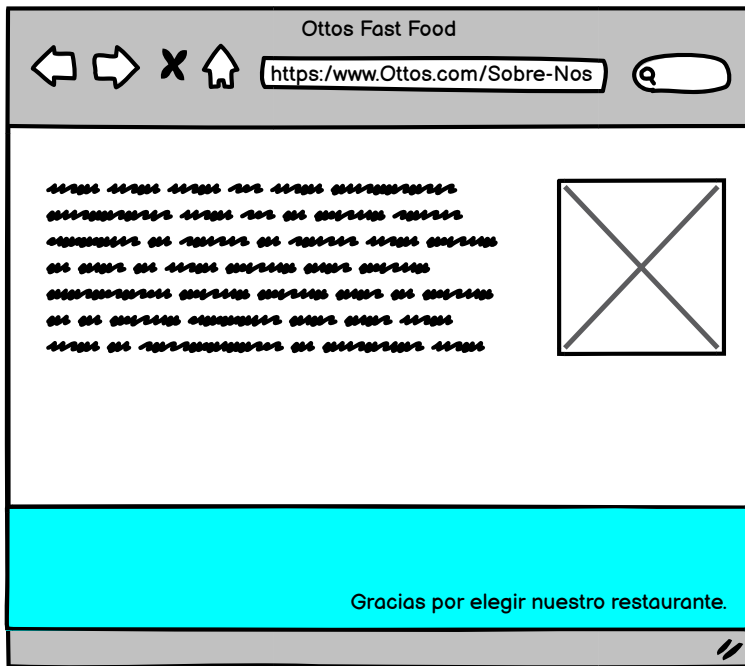 Ottos Fast Food
https:/www.Ottos.com/Sobre-Nos
Gracias por elegir nuestro restaurante.